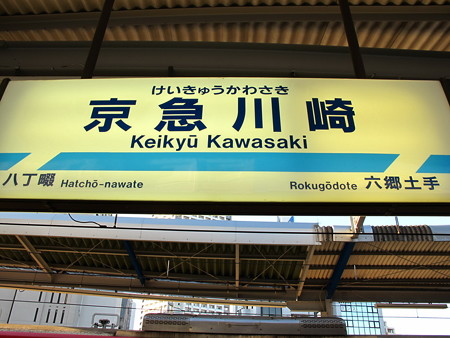 けいきゅうかわさき
京急川崎
Keikyū Kawasaki
八丁畷 Hatchō-nawate
Rokugōdote 六郷土手